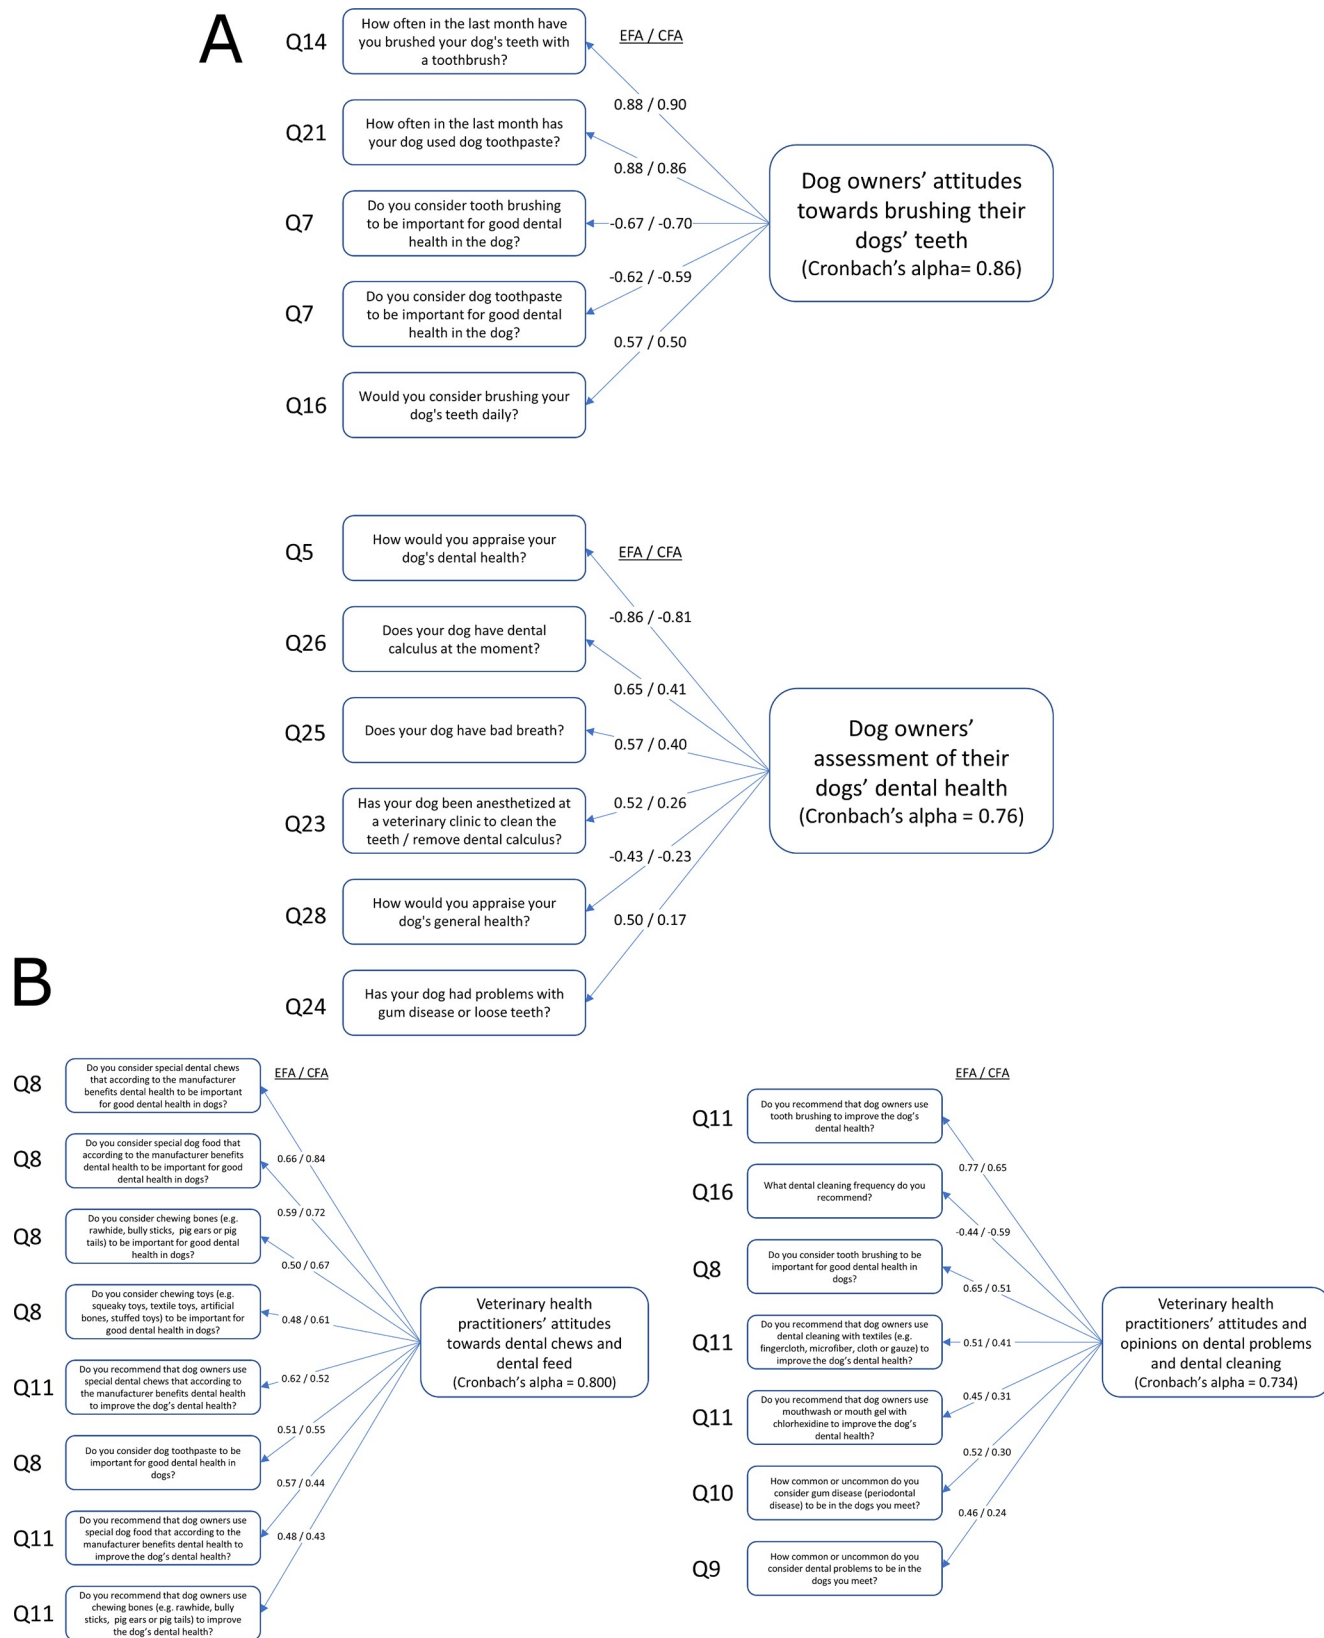 A
EFA / CFA
Q14
How often in the last month have
you brushed your dog's teeth with
a toothbrush?
0.88 / 0.90
Q21
How often in the last month has
your dog used dog toothpaste?
0.88 / 0.86
Q7
Do you consider tooth brushing
to be important for good dental
health in the dog?
-0.67 / -0.70
Q7
Do you consider dog toothpaste
to be important for good dental
health in the dog?
-0.62 / -0.59
Q16
Would you consider brushing your
dog's teeth daily?
0.57 / 0.50
Dog owners’ attitudes
towards brushing their
dogs’ teeth
(Cronbach’s alpha= 0.86)
EFA / CFA
Q5
How would you appraise your
dog's dental health?
-0.86 / -0.81
Q26
Does your dog have dental
calculus at the moment?
0.65 / 0.41
Q25
Does your dog have bad breath?
0.57 / 0.40
Q23
Has your dog been anesthetized at
a veterinary clinic to clean the
teeth / remove dental calculus?
0.52 / 0.26
Q28
How would you appraise your
dog's general health?
-0.43 / -0.23
Q24
Has your dog had problems with
gum disease or loose teeth?
0.50 / 0.17
Dog owners’
assessment of their
dogs’ dental health
(Cronbach’s alpha = 0.76)
B
EFA / CFA
Q8
Do you consider special dental chews
that according to the manufacturer
benefits dental health to be important
for good dental health in dogs?
0.66 / 0.84
Q8
Do you consider special dog food that
according to the manufacturer benefits
dental health to be important for good
dental health in dogs?
0.59 / 0.72
Q8
Do you consider chewing bones (e.g.
rawhide, bully sticks, pig ears or pig
tails) to be important for good dental
health in dogs?
0.50 / 0.67
Q8
Do you consider chewing toys (e.g.
squeaky toys, textile toys, artificial
bones, stuffed toys) to be important for
good dental health in dogs?
0.48 / 0.61
Q11
Do you recommend that dog owners use
special dental chews that according to
the manufacturer benefits dental health
to improve the dog’s dental health?
0.62 / 0.52
Q8
Do you consider dog toothpaste to be
important for good dental health in
dogs?
0.51 / 0.55
Q11
Do you recommend that dog owners use
special dog food that according to the
manufacturer benefits dental health to
improve the dog’s dental health?
0.57 / 0.44
Q11
Do you recommend that dog owners use
chewing bones (e.g. rawhide, bully
sticks, pig ears or pig tails) to improve
the dog’s dental health?
0.48 / 0.43
Veterinary health
practitioners’ attitudes
towards dental chews and
dental feed
(Cronbach’s alpha = 0.800)
EFA / CFA
Q11
Do you recommend that dog owners use
tooth brushing to improve the dog’s
dental health?
0.77 / 0.65
Q16
What dental cleaning frequency do you
recommend?
-0.44 / -0.59
Q8
Do you consider tooth brushing to be
important for good dental health in
dogs?
0.65 / 0.51
Q11
Do you recommend that dog owners use
dental cleaning with textiles (e.g.
fingercloth, microfiber, cloth or gauze) to
improve the dog’s dental health?
0.51 / 0.41
Q11
Do you recommend that dog owners use
mouthwash or mouth gel with
chlorhexidine to improve the dog’s
dental health?
0.45 / 0.31
Q10
How common or uncommon do you
consider gum disease (periodontal
disease) to be in the dogs you meet?
0.52 / 0.30
Q9
How common or uncommon do you
consider dental problems to be in the
dogs you meet?
0.46 / 0.24
Veterinary health
practitioners’ attitudes and
opinions on dental problems
and dental cleaning
(Cronbach’s alpha = 0.734)